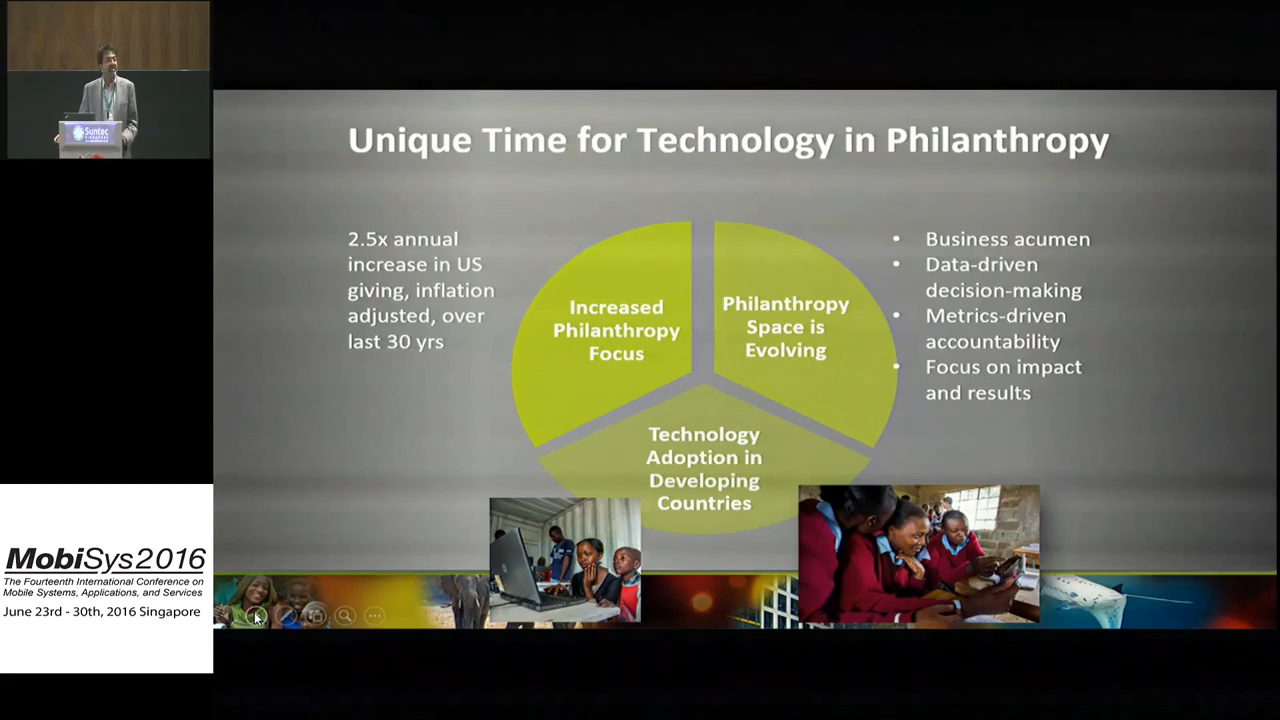 Suntec
SINGAPORE
Unique Time for Technology in Philanthropy
2.5x annual
increase in US
giving, inflation
adjusted, over
last 30 yrs
Increased
Philanthropy
Focus
Philanthropy
Space is
Evolving
Technology
Adoption in
Developing
Countries
• Business acumen
• Data-driven
decision-making
• Metrics-driven
accountability
• Focus on impact
and results
MobiSys2016
The Fourteenth International Conference on
Mobile Systems, Applications, and Services
June 23rd - 30th, 2016 Singapore